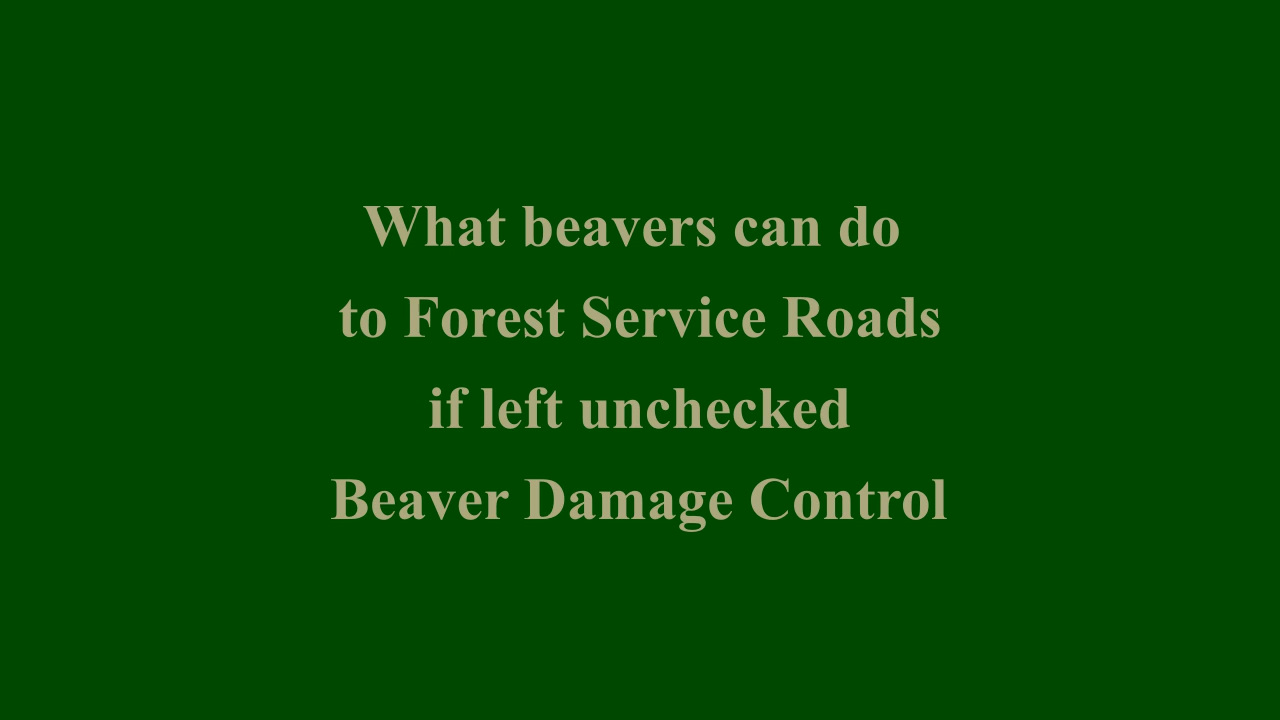 What beavers can do
to Forest Service Roads
if left unchecked
Beaver Damage Control